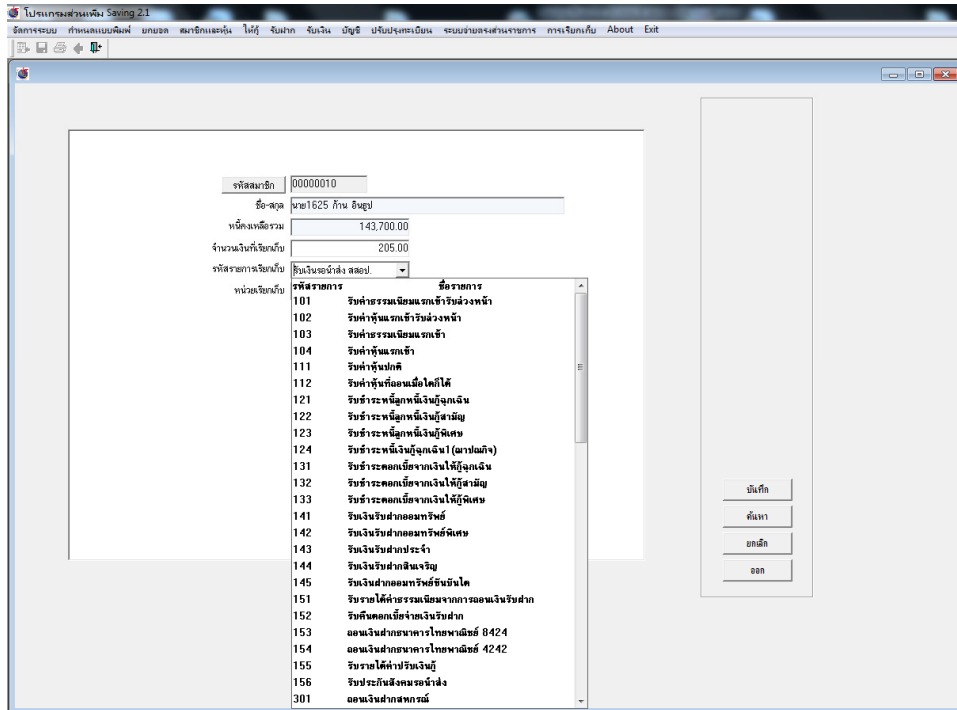 โปรแกรมส่วนเพิ่ม Saving 2.1
จัดการระบบ กำหนดแบบพิมพ์ ยกยอด สมาชิกและหุ้น ให้กู้ รับฝาก รับเงิน บัญชี ปรับปรุงทะเบียน ระบบจ่ายตรงส่วนราชการ การเรียกเก็บ About Exit
รหัสสมาชิก 00000010
ชื่อ-สกุล นาย1625 ก้าน อินธูป
หนี้คงเหลือรวม 143,700.00
จำนวนเงินที่เรียกเก็บ 205.00
รหัสรายการเรียกเก็บ รับเงินรอนำส่ง สสอป.
หน่วยเรียกเก็บ
รหัสรายการ ชื่อรายการ
101 รับค่าธรรมเนียมแรกเข้ารับล่วงหน้า
102 รับค่าหุ้นแรกเข้ารับล่วงหน้า
103 รับค่าธรรมเนียมแรกเข้า
104 รับค่าหุ้นแรกเข้า
111 รับค่าหุ้นปกติ
112 รับค่าหุ้นที่ถอนเมื่อใดก็ได้
121 รับชำระหนี้ลูกหนี้เงินกู้ฉุกเฉิน
122 รับชำระหนี้ลูกหนี้เงินกู้สามัญ
123 รับชำระหนี้ลูกหนี้เงินกู้พิเศษ
124 รับชำระหนี้เงินกู้ฉุกเฉิน1(ฌาปณกิจ)
131 รับชำระดอกเบี้ยจากเงินให้กู้ฉุกเฉิน
132 รับชำระดอกเบี้ยจากเงินให้กู้สามัญ
133 รับชำระดอกเบี้ยจากเงินให้กู้พิเศษ
141 รับเงินรับฝากออมทรัพย์
142 รับเงินรับฝากออมทรัพย์พิเศษ
143 รับเงินรับฝากประจำ
144 รับเงินรับฝากสินเจริญ
145 รับเงินฝากออมทรัพย์ขันบันได
151 รับรายได้ค่าธรรมเนียมจากการถอนเงินรับฝาก
152 รับคืนดอกเบี้ยจ่ายเงินรับฝาก
153 ถอนเงินฝากธนาคารไทยพาณิชย์ 8424
154 ถอนเงินฝากธนาคารไทยพาณิชย์ 4242
155 รับรายได้ค่าปรับเงินกู้
156 รับประกันสังคมรอนำส่ง
301 ถอนเงินฝากสหกรณ์
บันทึก
ค้นหา
ยกเลิก
ออก